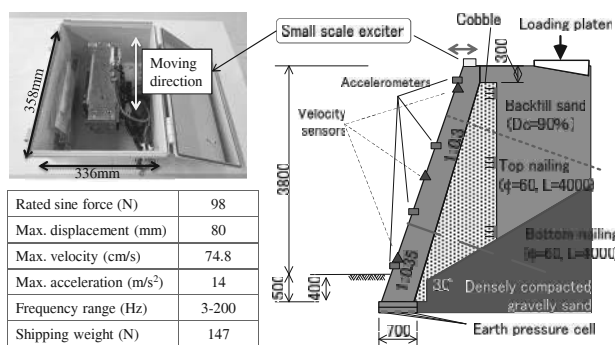 358mm
336mm
Moving
direction
Small scale exciter
Rated sine force (N) 98
Max. displacement (mm) 80
Max. velocity (cm/s) 74.8
Max. acceleration (m/s²) 14
Frequency range (Hz) 3-200
Shipping weight (N) 147
Cobble
Loading plater
300
Accelerometers
Velocity
sensors
Backfill sand
(Dc=90%)
1:0.3
Top nailing
(φ=60, L=4000)
3800
Bottom nailing
(φ=60, L=4000)
1:0.35
500
400
30°
Densely compacted
gravelly sand
700
Earth pressure cell